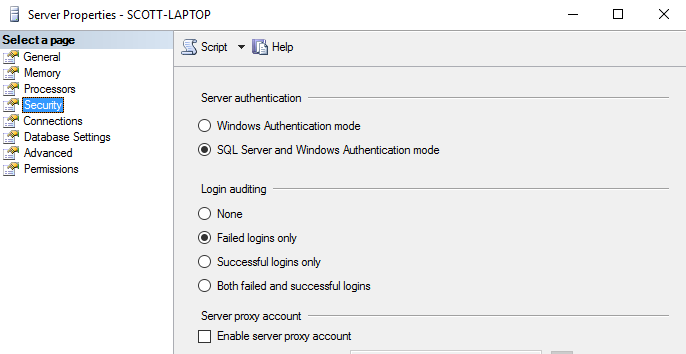 Server Properties - SCOTT-LAPTOP
Select a page
General
Memory
Processors
Security
Connections
Database Settings
Advanced
Permissions
Script
Help
Server authentication
Windows Authentication mode
SQL Server and Windows Authentication mode
Login auditing
None
Failed logins only
Successful logins only
Both failed and successful logins
Server proxy account
Enable server proxy account